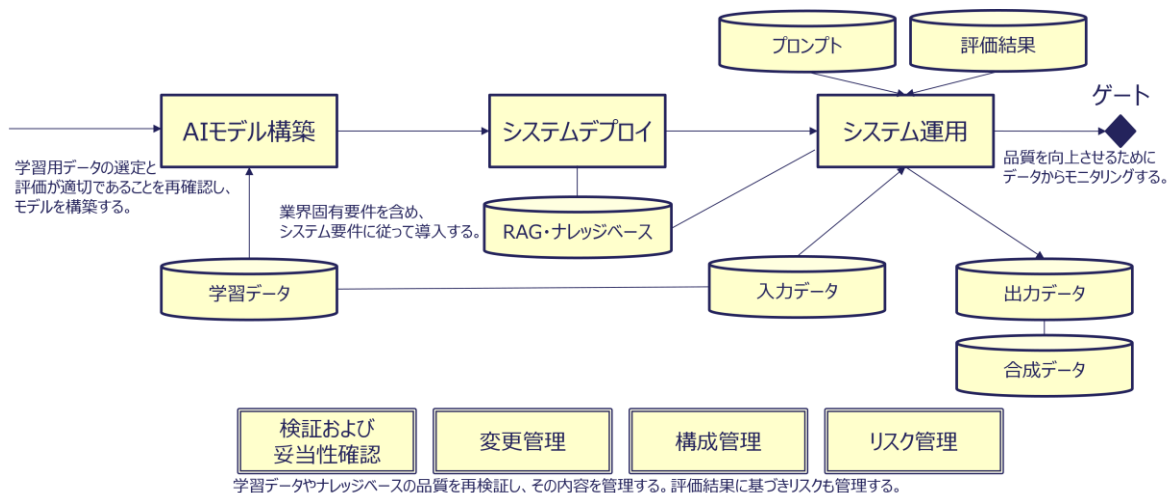 プロンプト
評価結果
ゲート
AIモデル構築
システムデプロイ
システム運用
学習用データの選定と
評価が適切であることを再確認し、
モデルを構築する。
品質を向上させるために
データからモニタリングする。
業界固有要件を含め、
システム要件に従って導入する。
RAG・ナレッジベース
学習データ
入力データ
出力データ
合成データ
検証および
妥当性確認
変更管理
構成管理
リスク管理
学習データやナレッジベースの品質を再検証し、その内容を管理する。評価結果に基づきリスクも管理する。